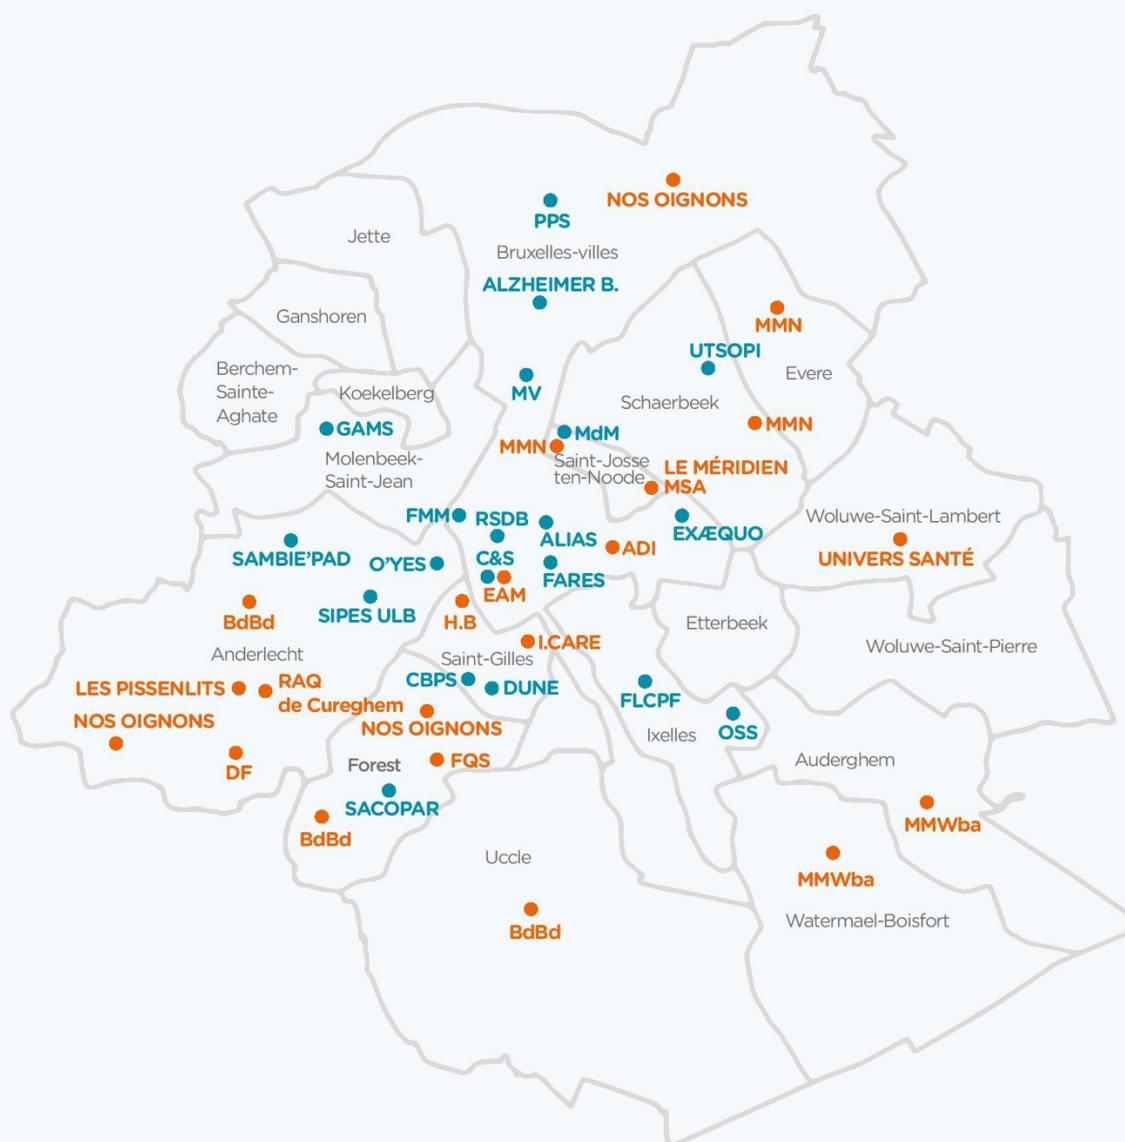 NOS OIGNONS
PPS
Jette
Bruxelles-villes
ALZHEIMER B.
Ganshoren
MMN
UTSOPI
Berchem-
Sainte-
Aghate
Evere
Koekelberg
MV
Schaerbeek
GAMS
MdM
MMN
MMN
Molenbeek-
Saint-Jean
Saint-Josse
ten-Noode
LE MÉRIDIEN
MSA
FMM
RSDB
Woluwe-Saint-Lambert
EXÆQUO
ALIAS
ADI
SAMBIE'PAD
O'YES
C&S
UNIVERS SANTÉ
FARES
EAM
SIPES ULB
BdBd
H.B
Etterbeek
I.CARE
Woluwe-Saint-Pierre
Anderlecht
Saint-Gilles
CBPS
DUNE
LES PISSENLITS
RAQ
de Cureghem
FLCPF
NOS OIGNONS
NOS OIGNONS
Ixelles
OSS
FQS
DF
Forest
Auderghem
SACOPAR
MMWba
BdBd
Uccle
MMWba
Watermael-Boisfort
BdBd